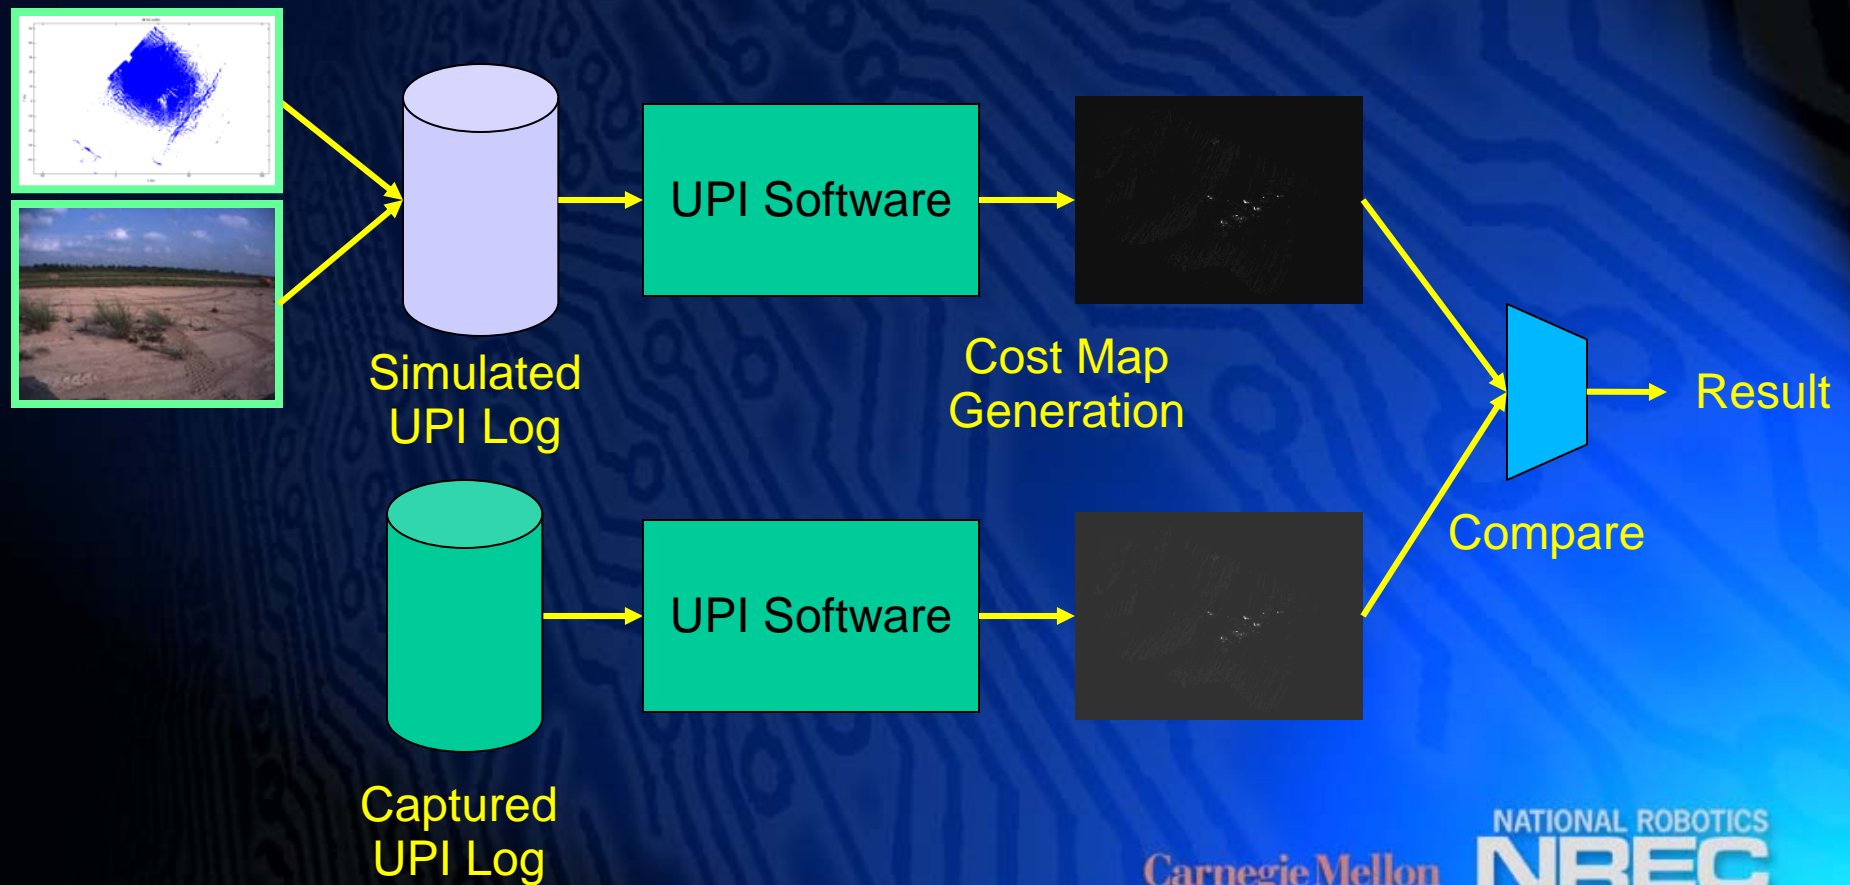 UPI Software
Simulated
UPI Log
Cost Map
Generation
Result
Compare
UPI Software
Captured
UPI Log
NATIONAL ROBOTICS
Carnegie Mellon
NREC